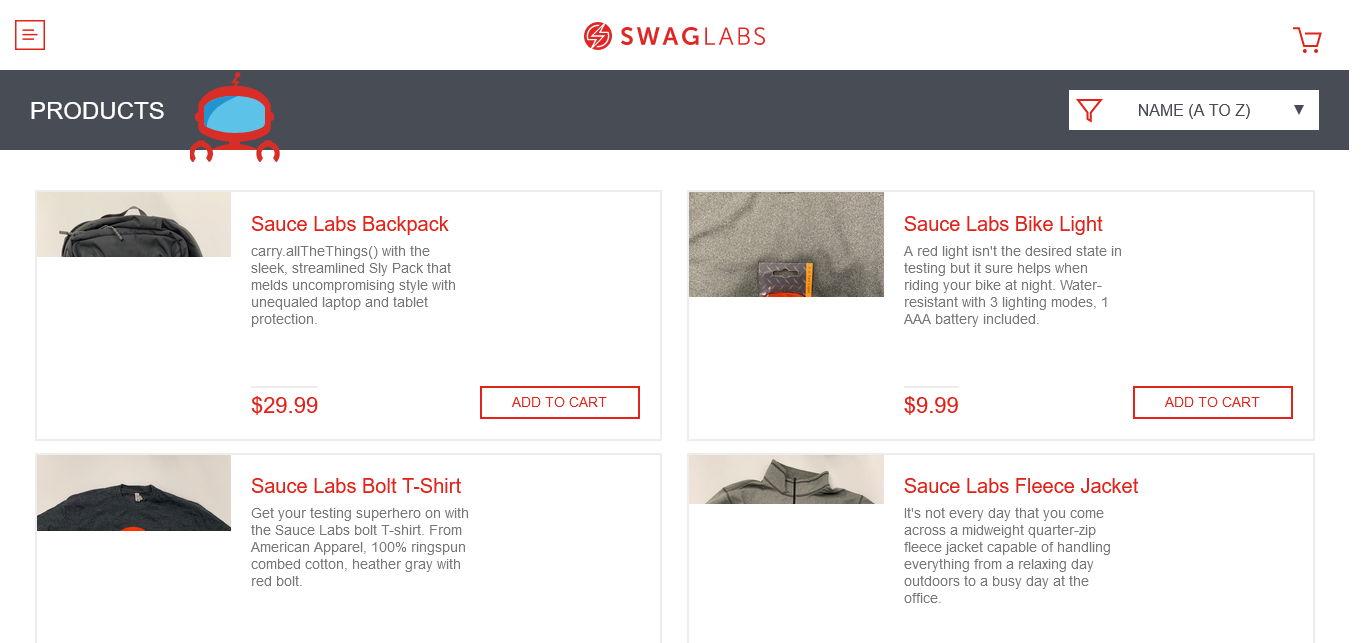 SWAGLABS
PRODUCTS
NAME (A TO Z)
Sauce Labs Backpack
carry.allTheThings() with the
sleek, streamlined Sly Pack that
melds uncompromising style with
unequaled laptop and tablet
protection.
$29.99
ADD TO CART
Sauce Labs Bike Light
A red light isn't the desired state in
testing but it sure helps when
riding your bike at night. Water-
resistant with 3 lighting modes, 1
AAA battery included.
$9.99
ADD TO CART
Sauce Labs Bolt T-Shirt
Get your testing superhero on with
the Sauce Labs bolt T-shirt. From
American Apparel, 100% ringspun
combed cotton, heather gray with
red bolt.
Sauce Labs Fleece Jacket
It's not every day that you come
across a midweight quarter-zip
fleece jacket capable of handling
everything from a relaxing day
outdoors to a busy day at the
office.